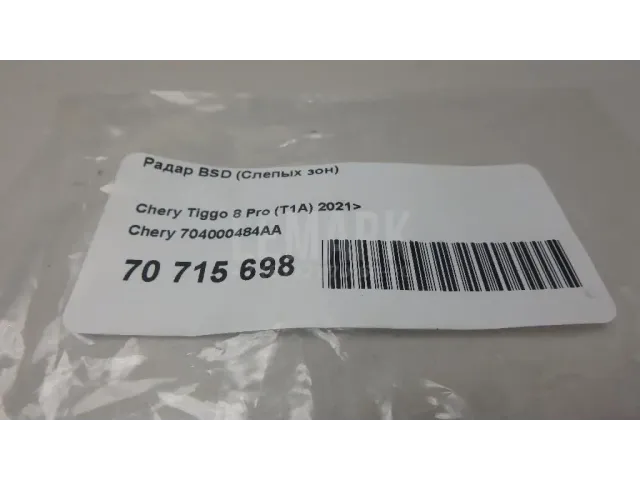 Радар BSD (Слепых зон)
Chery Tiggo 8 Pro (T1A) 2021>
Chery 704000484AA
70 715 698